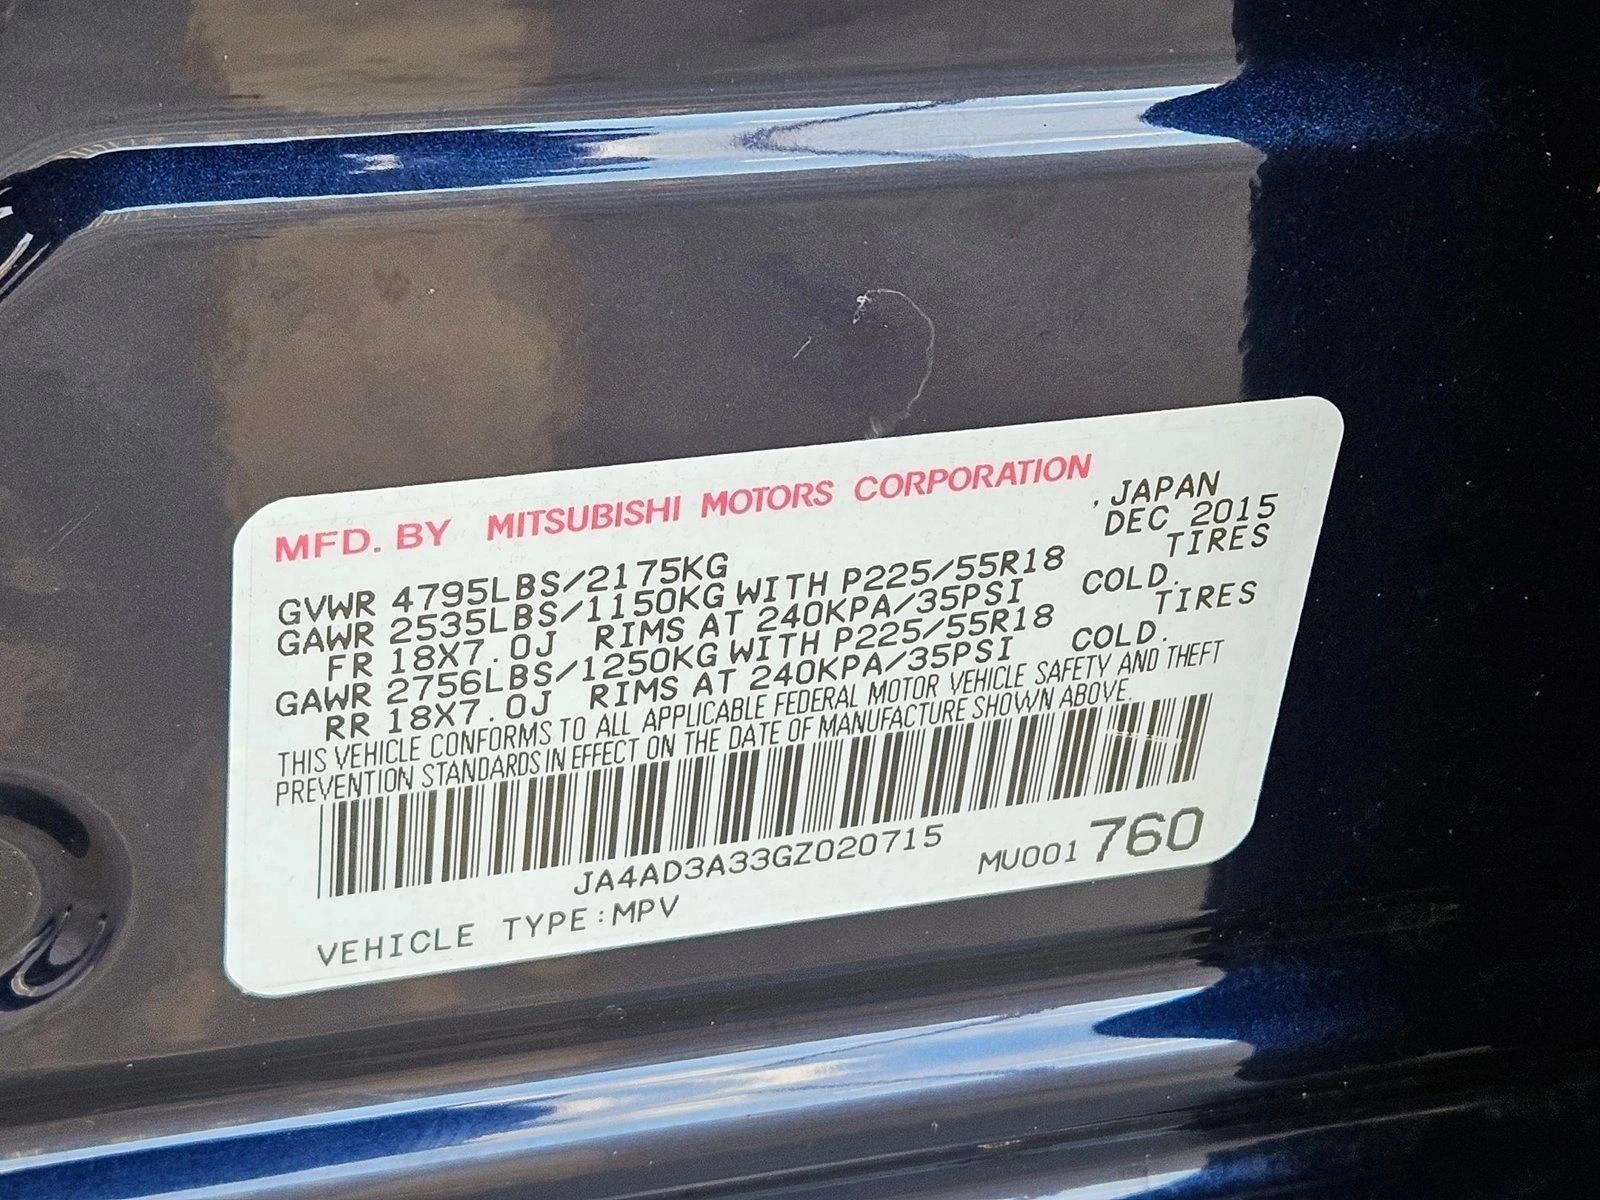 MFD. BY MITSUBISHI MOTORS CORPORATION , JAPAN
DEC 2015
GVWR 4795LBS/2175KG
GAWR 2535LBS/1150KG WITH P225/55R18 TIRES
FR 18X7.0J RIMS AT 240KPA/35PSI COLD.
GAWR 2756LBS/1250KG WITH P225/55R18 TIRES
RR 18X7.0J RIMS AT 240KPA/35PSI COLD.
THIS VEHICLE CONFORMS TO ALL APPLICABLE FEDERAL MOTOR VEHICLE SAFETY AND THEFT
PREVENTION STANDARDS IN EFFECT ON THE DATE OF MANUFACTURE SHOWN ABOVE.
JA4AD3A33GZ020715
MU001 760
VEHICLE TYPE:MPV